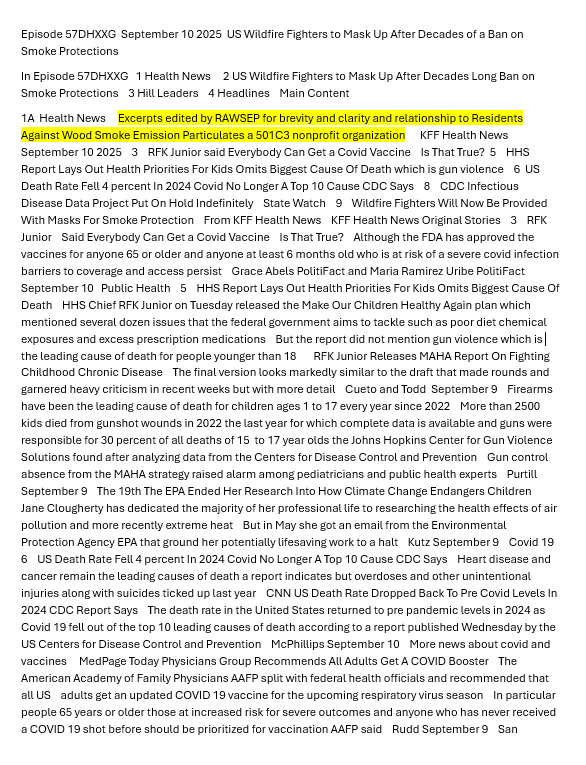 Episode 57DHXXG  September 10 2025  US Wildfire Fighters to Mask Up After Decades of a Ban on
Smoke Protections
In Episode 57DHXXG   1 Health News    2 US Wildfire Fighters to Mask Up After Decades Long Ban on
Smoke Protections   3 Hill Leaders   4 Headlines   Main Content
1A  Health News    Excerpts edited by RAWSEP for brevity and clarity and relationship to Residents
Against Wood Smoke Emission Particulates a 501C3 nonprofit organization     KFF Health News
September 10 2025   3   RFK Junior said Everybody Can Get a Covid Vaccine   Is That True?  5   HHS
Report Lays Out Health Priorities For Kids Omits Biggest Cause Of Death which is gun violence   6  US
Death Rate Fell 4 percent In 2024 Covid No Longer A Top 10 Cause CDC Says   8   CDC Infectious
Disease Data Project Put On Hold Indefinitely   State Watch   9   Wildfire Fighters Will Now Be Provided
With Masks For Smoke Protection   From KFF Health News   KFF Health News Original Stories   3   RFK
Junior   Said Everybody Can Get a Covid Vaccine   Is That True?   Although the FDA has approved the
vaccines for anyone 65 or older and anyone at least 6 months old who is at risk of a severe covid infection
barriers to coverage and access persist   Grace Abels PolitiFact and Maria Ramirez Uribe PolitiFact
September 10   Public Health   5   HHS Report Lays Out Health Priorities For Kids Omits Biggest Cause Of
Death   HHS Chief RFK Junior on Tuesday released the Make Our Children Healthy Again plan which
mentioned several dozen issues that the federal government aims to tackle such as poor diet chemical
exposures and excess prescription medications   But the report did not mention gun violence which is
the leading cause of death for people younger than 18     RFK Junior Releases MAHA Report On Fighting
Childhood Chronic Disease   The final version looks markedly similar to the draft that made rounds and
garnered heavy criticism in recent weeks but with more detail   Cueto and Todd  September 9   Firearms
have been the leading cause of death for children ages 1 to 17 every year since 2022   More than 2500
kids died from gunshot wounds in 2022 the last year for which complete data is available and guns were
responsible for 30 percent of all deaths of 15  to 17 year olds the Johns Hopkins Center for Gun Violence
Solutions found after analyzing data from the Centers for Disease Control and Prevention   Gun control
absence from the MAHA strategy raised alarm among pediatricians and public health experts   Purtill
September 9   The 19th The EPA Ended Her Research Into How Climate Change Endangers Children
Jane Clougherty has dedicated the majority of her professional life to researching the health effects of air
pollution and more recently extreme heat   But in May she got an email from the Environmental
Protection Agency EPA that ground her potentially lifesaving work to a halt   Kutz September 9   Covid 19
6   US Death Rate Fell 4 percent In 2024 Covid No Longer A Top 10 Cause CDC Says   Heart disease and
cancer remain the leading causes of death a report indicates but overdoses and other unintentional
injuries along with suicides ticked up last year   CNN US Death Rate Dropped Back To Pre Covid Levels In
2024 CDC Report Says   The death rate in the United States returned to pre pandemic levels in 2024 as
Covid 19 fell out of the top 10 leading causes of death according to a report published Wednesday by the
US Centers for Disease Control and Prevention   McPhillips September 10   More news about covid and
vaccines    MedPage Today Physicians Group Recommends All Adults Get A COVID Booster   The
American Academy of Family Physicians AAFP split with federal health officials and recommended that
all US   adults get an updated COVID 19 vaccine for the upcoming respiratory virus season   In particular
people 65 years or older those at increased risk for severe outcomes and anyone who has never received
a COVID 19 shot before should be prioritized for vaccination AAFP said   Rudd September 9   San